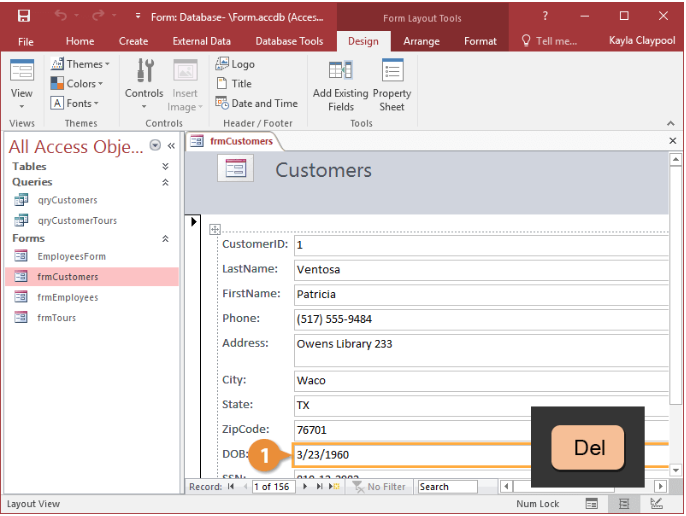 Form: Database- \Form.accdb (Acces...
Form Layout Tools
?
File
Home
Create
External Data
Database Tools
Design
Arrange
Format
Tell me...
Kayla Claypool
View
Themes
Colors
A Fonts
Controls
Insert
Image
Logo
Title
Date and Time
Add Existing
Fields
Property
Sheet
Views
Themes
Controls
Header / Footer
Tools
All Access Obje...
Tables
Queries
qryCustomers
qryCustomerTours
Forms
EmployeesForm
frmCustomers
frmEmployees
frmTours
frmCustomers
Customers
CustomerID: 1
LastName: Ventosa
FirstName: Patricia
Phone: (517) 555-9484
Address: Owens Library 233
City: Waco
State: TX
ZipCode: 76701
DOB: 3/23/1960
1
Del
Record: 1 of 156
No Filter
Search
Layout View
Num Lock